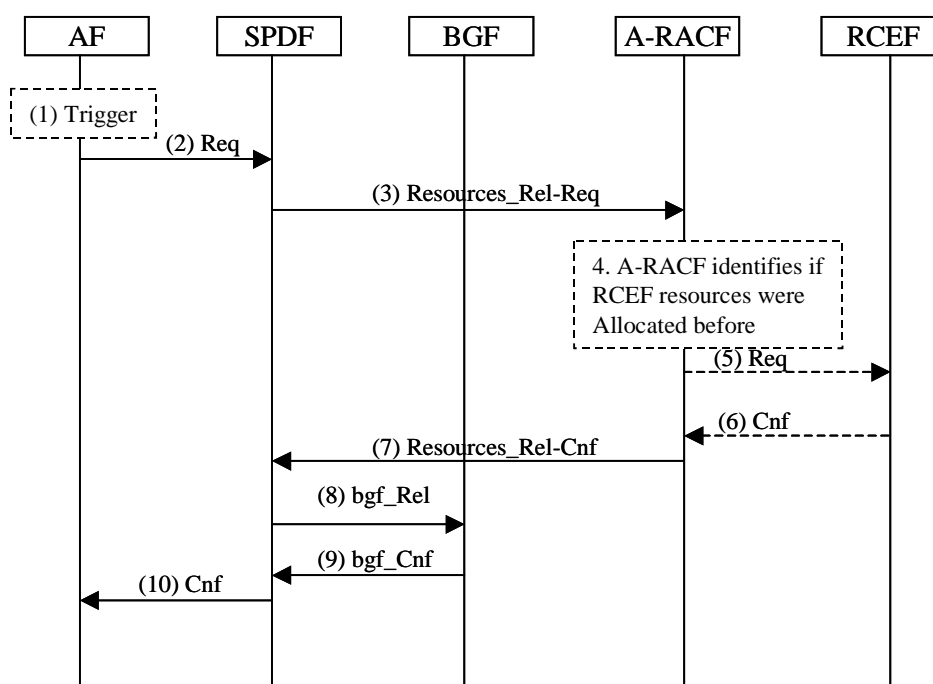 AF SPDF BGF A-RACF RCEF
(1) Trigger
(2) Req
(3) Resources_Rel-Req
4. A-RACF identifies if
RCEF resources were
Allocated before
(5) Req
(6) Cnf
(7) Resources_Rel-Cnf
(8) bgf_Rel
(9) bgf_Cnf
(10) Cnf